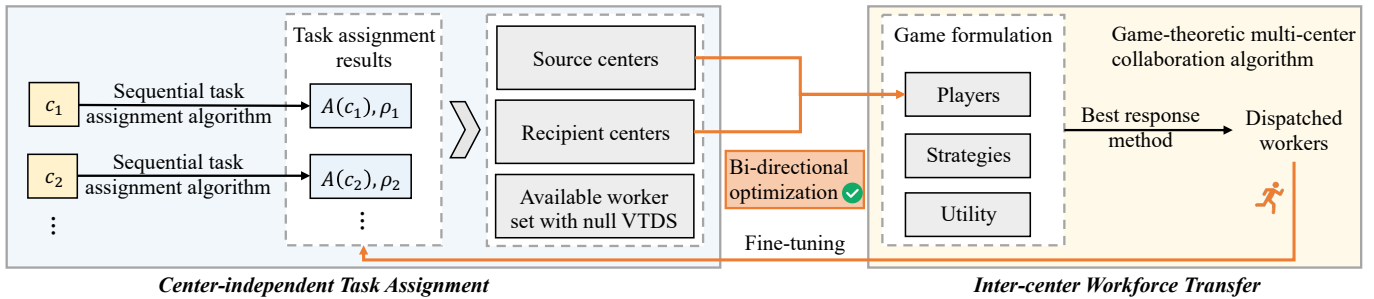 Task assignment
results
c₁
Sequential task
assignment algorithm
A(c₁), ρ₁
c₂
Sequential task
assignment algorithm
A(c₂), ρ₂
⋮
⋮
Source centers
Recipient centers
Available worker
set with null VTDS
Center-independent Task Assignment
Bi-directional
optimization
Fine-tuning
Game formulation
Players
Strategies
Utility
Game-theoretic multi-center
collaboration algorithm
Best response
method
Dispatched
workers
Inter-center Workforce Transfer